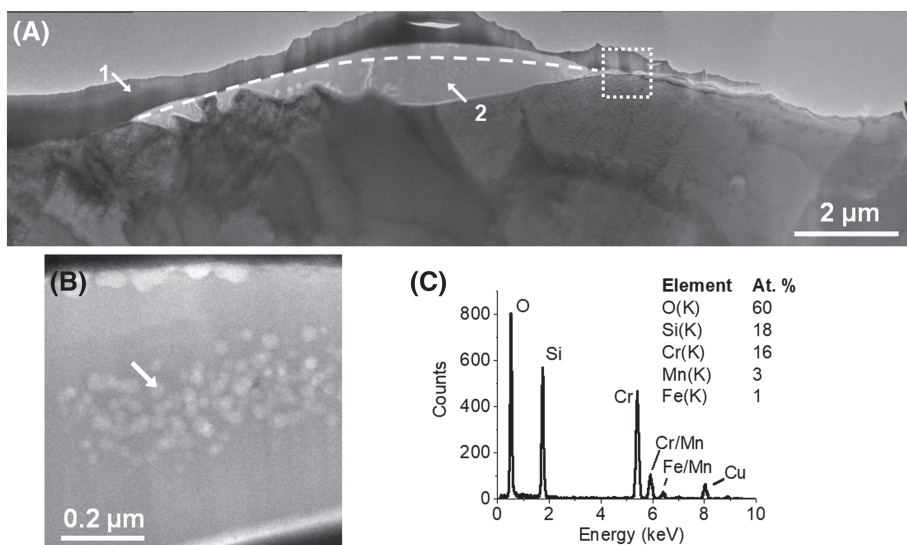 (A)
1
2
2 µm
(B)
0.2 µm
(C)
Element At. %
O(K) 60
Si(K) 18
Cr(K) 16
Mn(K) 3
Fe(K) 1
O
Si
Cr
Cr/Mn
Fe/Mn
Cu
Counts
800
600
400
200
0
0 2 4 6 8 10
Energy (keV)